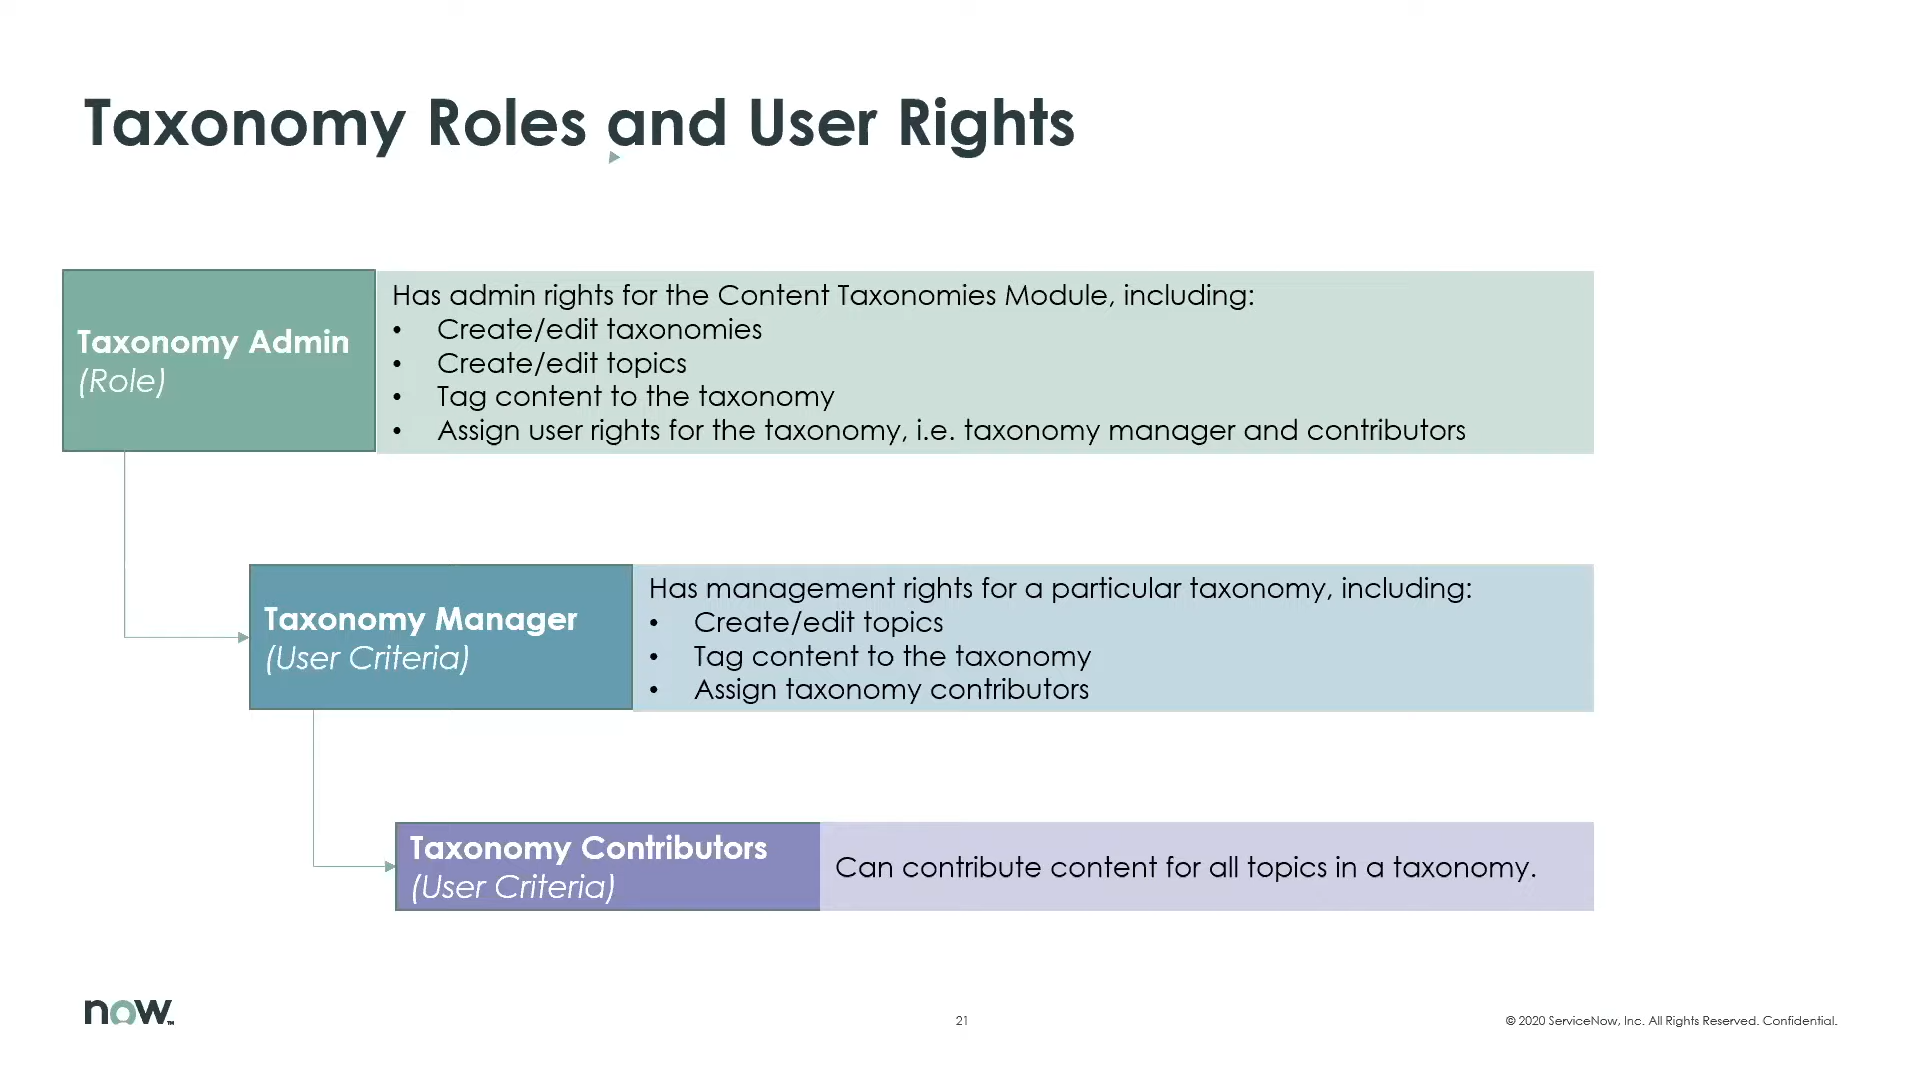 Taxonomy Roles and User Rights
Taxonomy Admin
(Role)
Has admin rights for the Content Taxonomies Module, including:
• Create/edit taxonomies
• Create/edit topics
• Tag content to the taxonomy
• Assign user rights for the taxonomy, i.e. taxonomy manager and contributors
Taxonomy Manager
(User Criteria)
Has management rights for a particular taxonomy, including:
• Create/edit topics
• Tag content to the taxonomy
• Assign taxonomy contributors
Taxonomy Contributors
(User Criteria)
Can contribute content for all topics in a taxonomy.
now™
21
© 2020 ServiceNow, Inc. All Rights Reserved. Confidential.